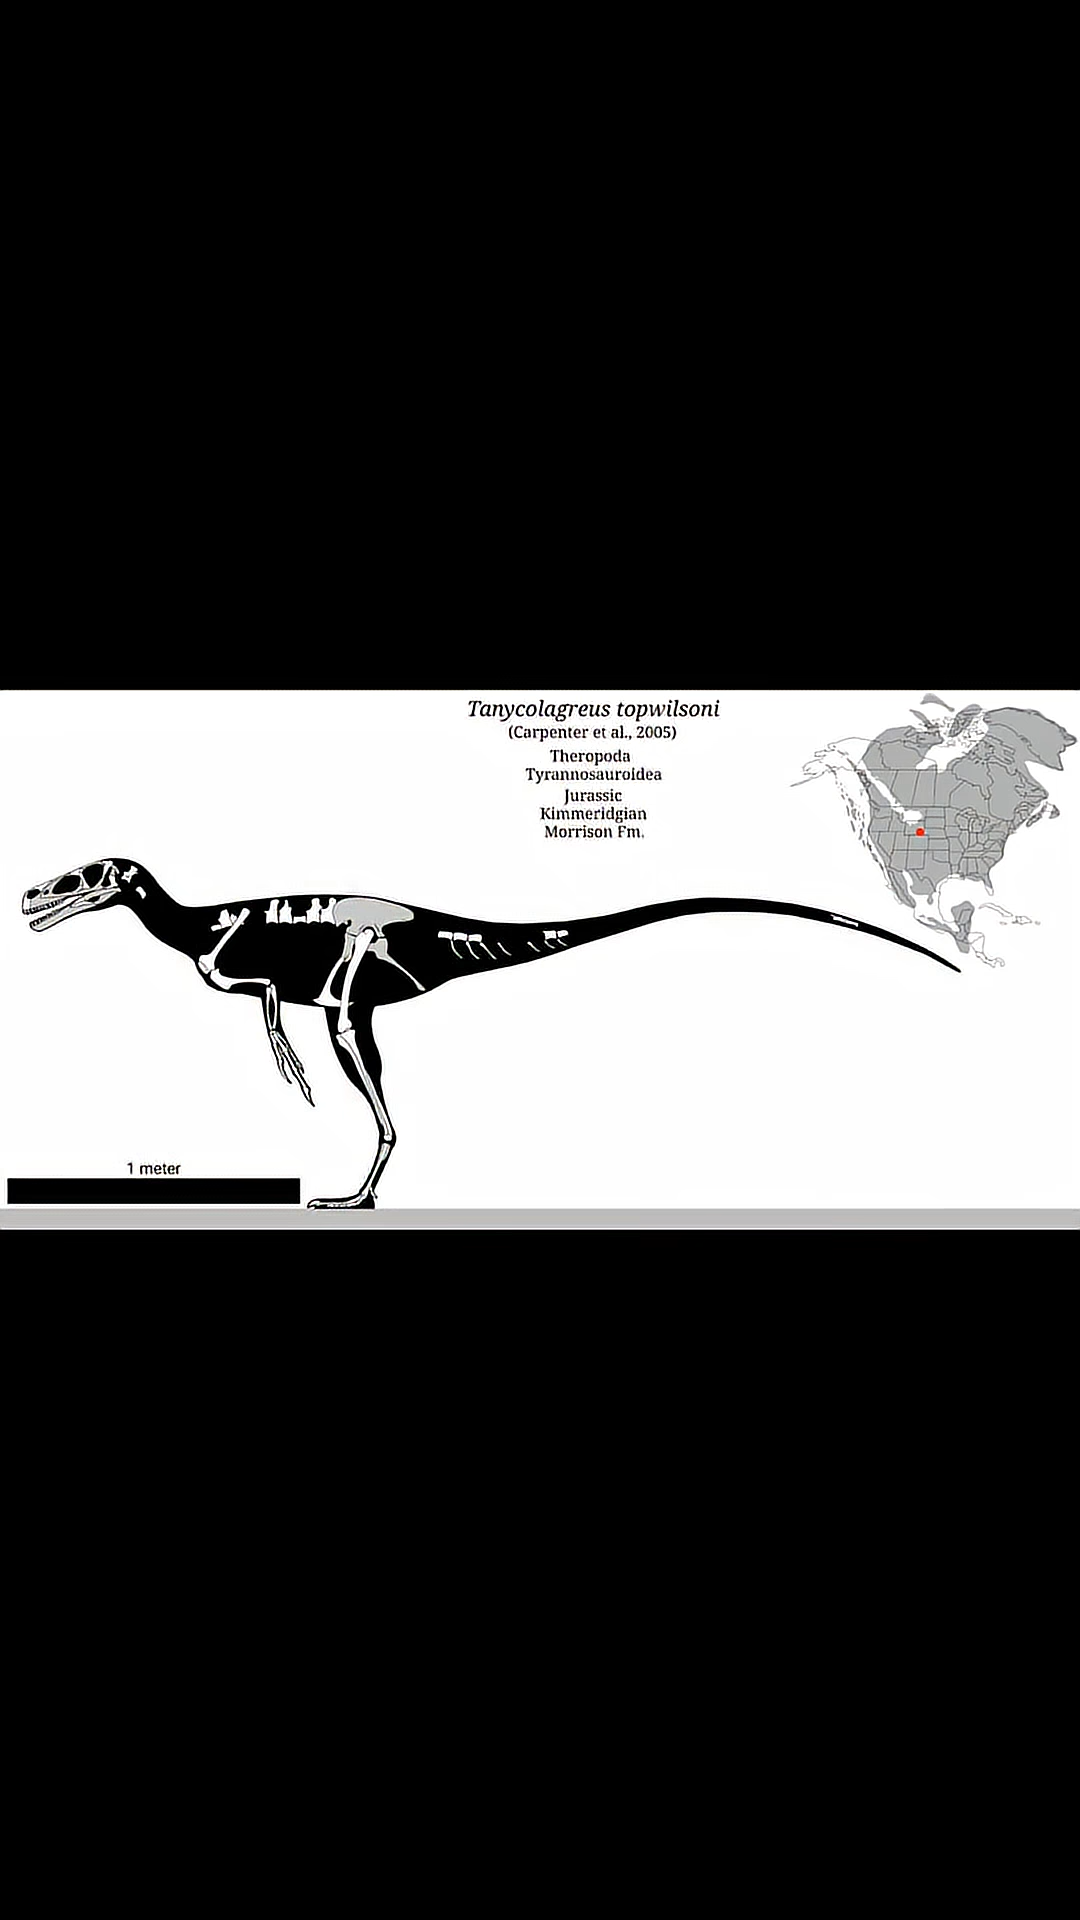 Tanycolagreus topwilsoni
(Carpenter et al., 2005)
Theropoda
Tyrannosauroidea
Jurassic
Kimmeridgian
Morrison Fm.
1 meter